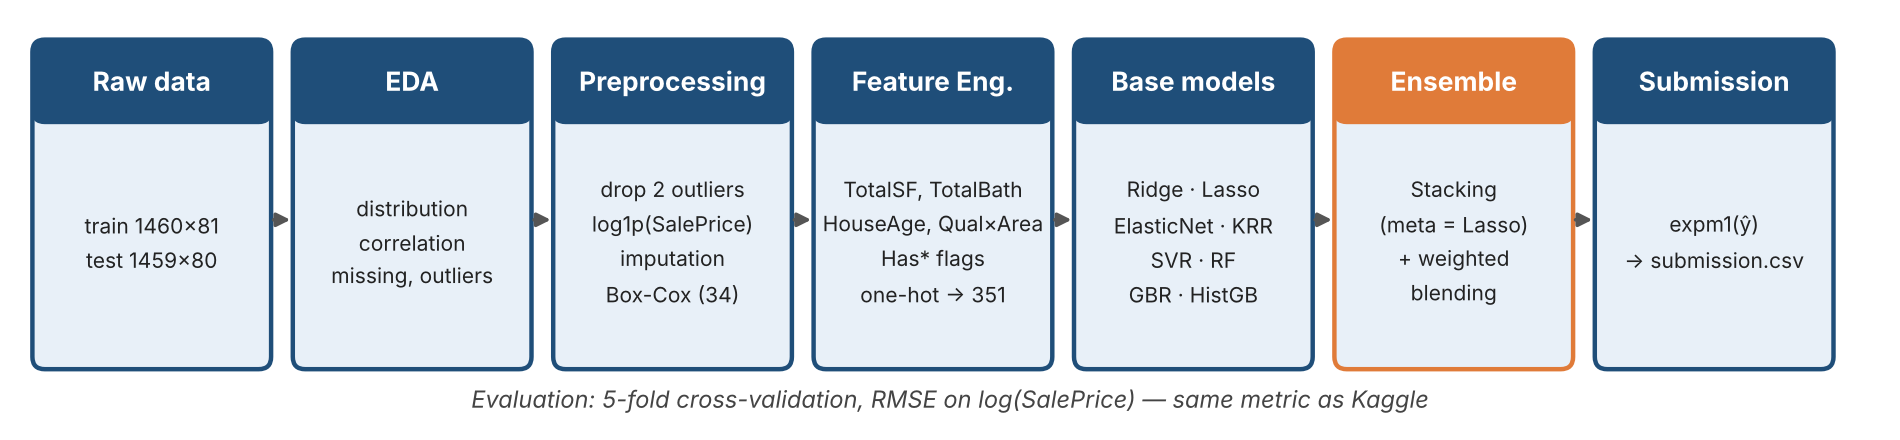 Raw data
train 1460×81
test 1459×80
EDA
distribution
correlation
missing, outliers
Preprocessing
drop 2 outliers
log1p(SalePrice)
imputation
Box-Cox (34)
Feature Eng.
TotalSF, TotalBath
HouseAge, Qual×Area
Has* flags
one-hot → 351
Base models
Ridge · Lasso
ElasticNet · KRR
SVR · RF
GBR · HistGB
Ensemble
Stacking
(meta = Lasso)
+ weighted
blending
Submission
expm1(ŷ)
→ submission.csv
Evaluation: 5-fold cross-validation, RMSE on log(SalePrice) — same metric as Kaggle